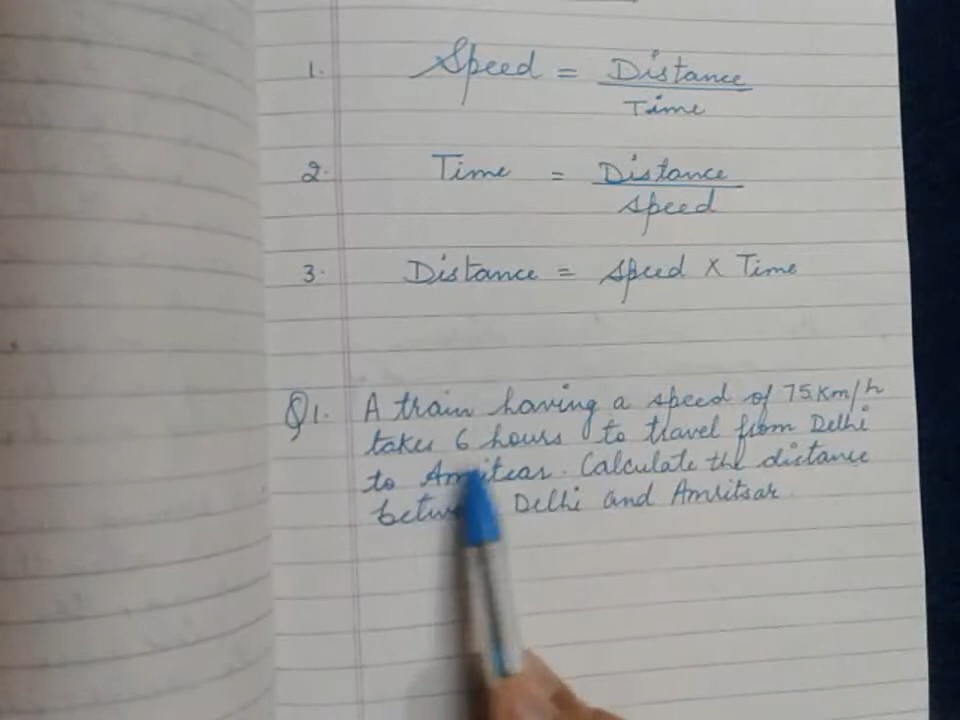 1. Speed = Distance
Time
2. Time = Distance
Speed
3. Distance = Speed X Time
Q1. A train having a speed of 75 Km/h
takes 6 hours to travel from Delhi
to Amritsar. Calculate the distance
Delhi and Amritsar